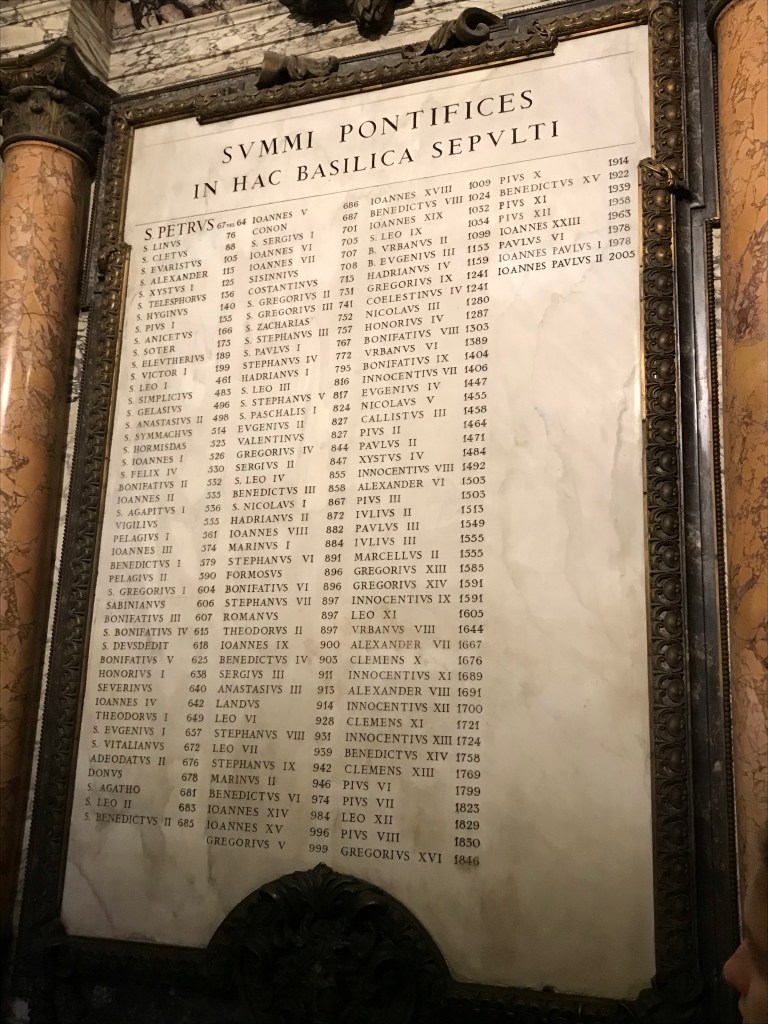 SVMMI PONTIFICES
IN HAC BASILICA SEPVLTI
S PETRVS 67 vel 64
S. LINVS 76
S. CLETVS 88
S. EVARISTVS 105
S. ALEXANDER 115
S. XYSTVS I 125
S. TELESPHORVS 136
S. HYGINVS 140
S. PIVS I 155
S. ANICETVS 166
S. SOTER 175
S. ELEVTHERIVS 189
S. VICTOR I 199
S. LEO I 461
S. SIMPLICIVS 483
S. GELASIVS 496
S. ANASTASIVS II 498
S. SYMMACHVS 514
S. HORMISDAS 523
S. IOANNES I 526
S. FELIX IV 530
BONIFATIVS II 532
IOANNES II 535
S. AGAPITVS I 536
VIGILIVS 555
PELAGIVS I 561
IOANNES III 574
BENEDICTVS I 579
PELAGIVS II 590
S. GREGORIVS I 604
SABINIANVS 606
BONIFATIVS III 607
S. BONIFATIVS IV 615
S. DEVSDEDIT 618
BONIFATIVS V 625
HONORIVS I 638
SEVERINVS 640
IOANNES IV 642
THEODORVS I 649
S. EVGENIVS I 657
S. VITALIANVS 672
ADEODATVS II 676
DONVS 678
S. AGATHO 681
S. LEO II 683
S. BENEDICTVS II 685
IOANNES V 686
CONON 687
S. SERGIVS I 701
IOANNES VI 705
IOANNES VII 707
SISINNIVS 708
COSTANTINVS 715
S. GREGORIVS II 731
S. GREGORIVS III 741
S. ZACHARIAS 752
S. STEPHANVS III 757
S. PAVLVS I 767
STEPHANVS IV 772
HADRIANVS I 795
S. LEO III 816
S. STEPHANVS V 817
S. PASCHALIS I 824
EVGENIVS II 827
VALENTINVS 827
GREGORIVS IV 844
SERGIVS II 847
S. LEO IV 855
BENEDICTVS III 858
S. NICOLAVS I 867
HADRIANVS II 872
IOANNES VIII 882
MARINVS I 884
STEPHANVS VI 891
FORMOSVS 896
BONIFATIVS VI 896
STEPHANVS VII 897
ROMANVS 897
THEODORVS II 897
IOANNES IX 900
BENEDICTVS IV 903
SERGIVS III 911
ANASTASIVS III 913
LANDVS 914
LEO VI 928
STEPHANVS VIII 931
LEO VII 939
STEPHANVS IX 942
MARINVS II 946
BENEDICTVS VI 974
IOANNES XIV 984
IOANNES XV 996
GREGORIVS V 999
IOANNES XVIII 1009
BENEDICTVS VIII 1024
IOANNES XIX 1032
S. LEO IX 1054
B. VRBANVS II 1099
B. EVGENIVS III 1153
HADRIANVS IV 1159
GREGORIVS IX 1241
COELESTINVS IV 1241
NICOLAVS III 1280
HONORIVS IV 1287
BONIFATIVS VIII 1303
VRBANVS VI 1389
BONIFATIVS IX 1404
INNOCENTIVS VII 1406
EVGENIVS IV 1447
NICOLAVS V 1455
CALLISTVS III 1458
PIVS II 1464
PAVLVS II 1471
XYSTVS IV 1484
INNOCENTIVS VIII 1492
ALEXANDER VI 1503
PIVS III 1503
IVLIVS II 1513
PAVLVS III 1549
IVLIVS III 1555
MARCELLVS II 1555
GREGORIVS XIII 1585
GREGORIVS XIV 1591
INNOCENTIVS IX 1591
LEO XI 1605
VRBANVS VIII 1644
ALEXANDER VII 1667
CLEMENS X 1676
INNOCENTIVS XI 1689
ALEXANDER VIII 1691
INNOCENTIVS XII 1700
CLEMENS XI 1721
INNOCENTIVS XIII 1724
BENEDICTVS XIV 1758
CLEMENS XIII 1769
PIVS VI 1799
PIVS VII 1823
LEO XII 1829
PIVS VIII 1830
GREGORIVS XVI 1846
PIVS X 1914
BENEDICTVS XV 1922
PIVS XI 1939
PIVS XII 1958
IOANNES XXIII 1963
PAVLVS VI 1978
IOANNES PAVLVS I 1978
IOANNES PAVLVS II 2005